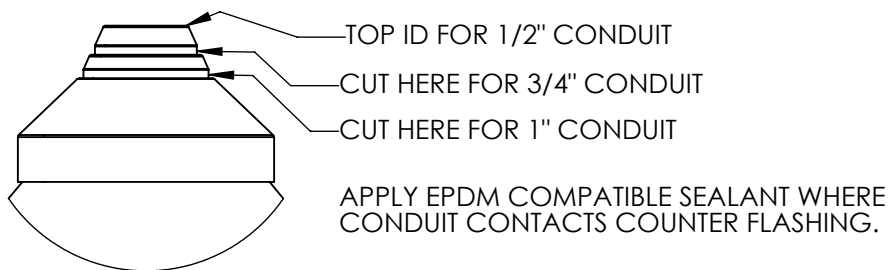 TOP ID FOR 1/2" CONDUIT
CUT HERE FOR 3/4" CONDUIT
CUT HERE FOR 1" CONDUIT
APPLY EPDM COMPATIBLE SEALANT WHERE
CONDUIT CONTACTS COUNTER FLASHING.